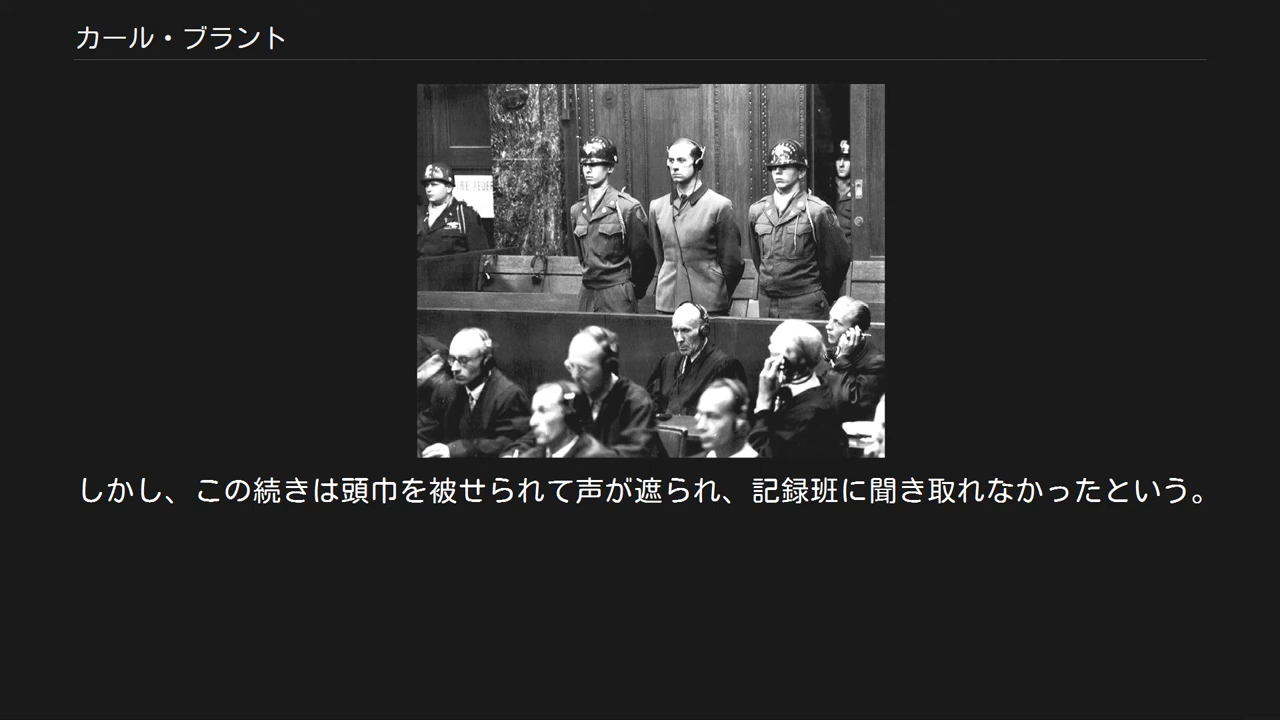 カール・ブラント
しかし、この続きは頭巾を被せられて声が遮られ、記録班に聞き取れなかったという。